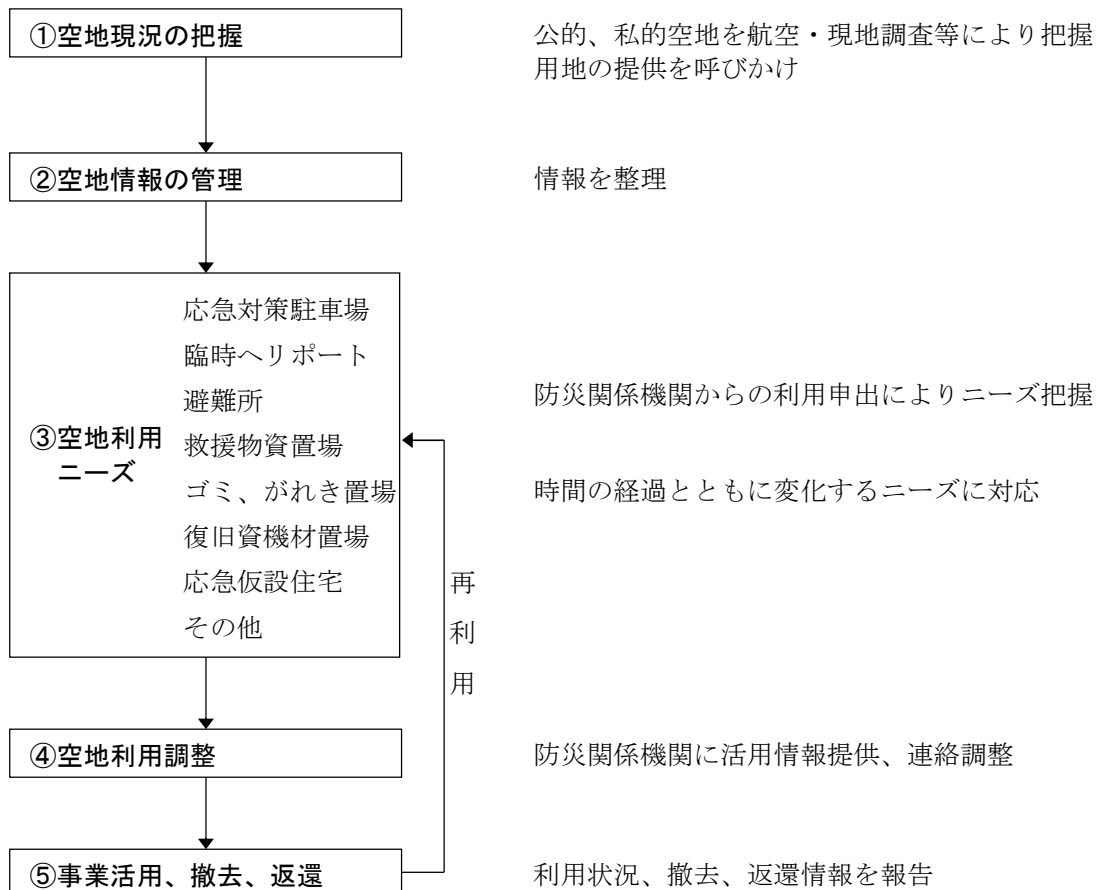 ①空地現況の把握
公的、私的空地を航空・現地調査等により把握
用地の提供を呼びかけ
②空地情報の管理
情報を整理
③空地利用
ニーズ
応急対策駐車場
臨時ヘリポート
避難所
救援物資置場
ゴミ、がれき置場
復旧資機材置場
応急仮設住宅
その他
防災関係機関からの利用申出によりニーズ把握
時間の経過とともに変化するニーズに対応
再利用
④空地利用調整
防災関係機関に活用情報提供、連絡調整
⑤事業活用、撤去、返還
利用状況、撤去、返還情報を報告